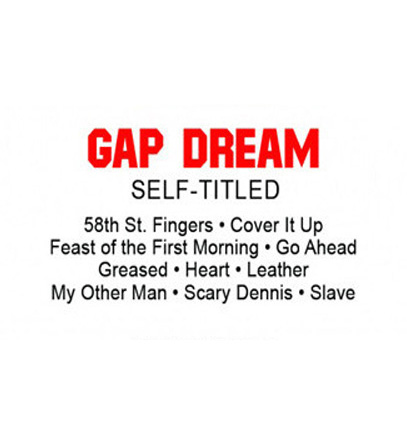 GAP DREAM
SELF-TITLED
58th St. Fingers • Cover It Up
Feast of the First Morning • Go Ahead
Greased • Heart • Leather
My Other Man • Scary Dennis • Slave